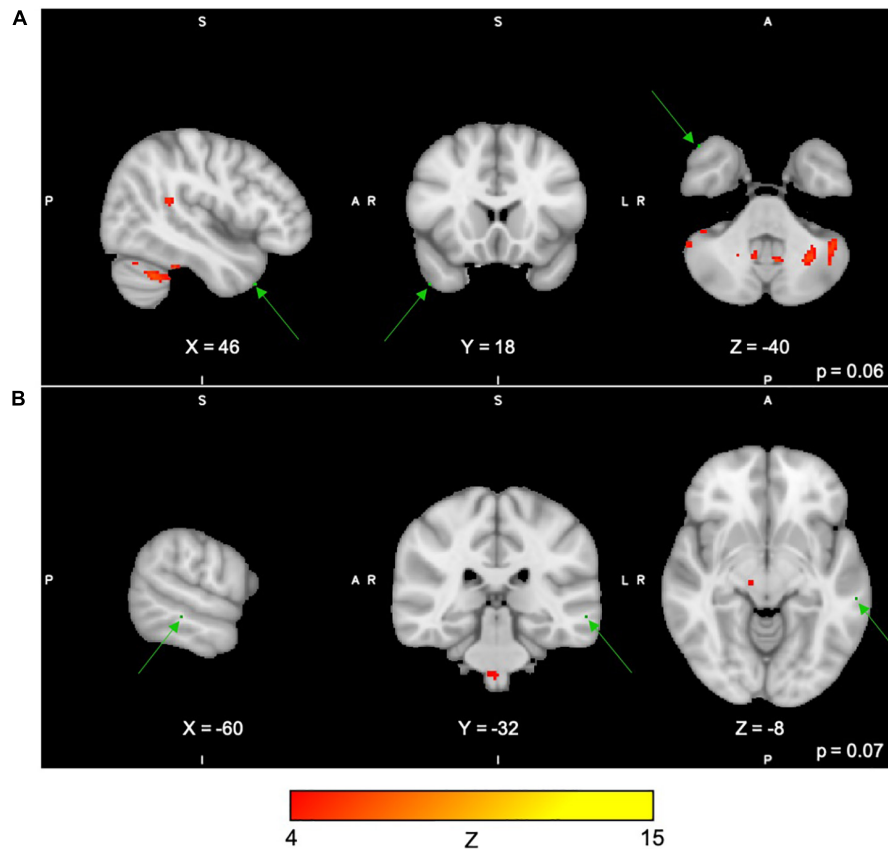 A
S S A
P A R L R
X = 46 Y = 18 Z = -40
I P
p = 0.06
B
S S A
P A R L R
X = -60 Y = -32 Z = -8
I I P
p = 0.07
4 Z 15